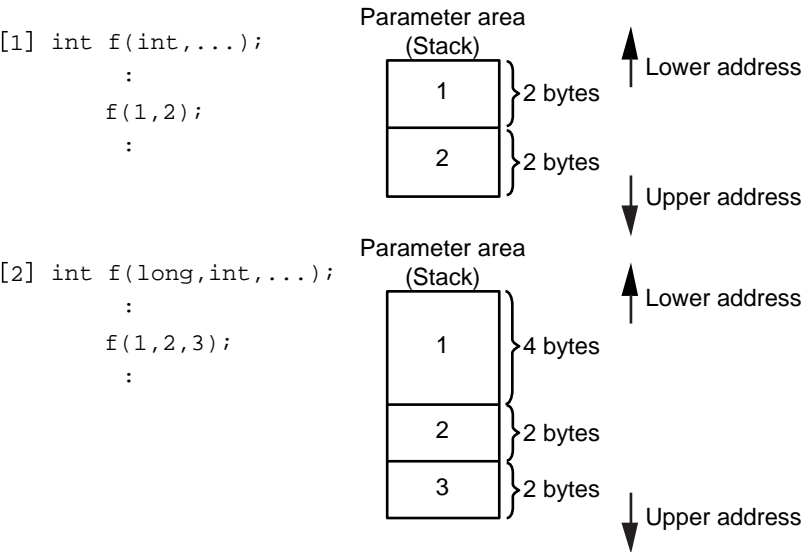 Parameter area
(Stack)
[1] int f(int,...);
:
f(1,2);
:
1
2 bytes
2
2 bytes
Lower address
Upper address
Parameter area
(Stack)
[2] int f(long,int,...);
:
f(1,2,3);
:
1
4 bytes
2
2 bytes
3
2 bytes
Lower address
Upper address